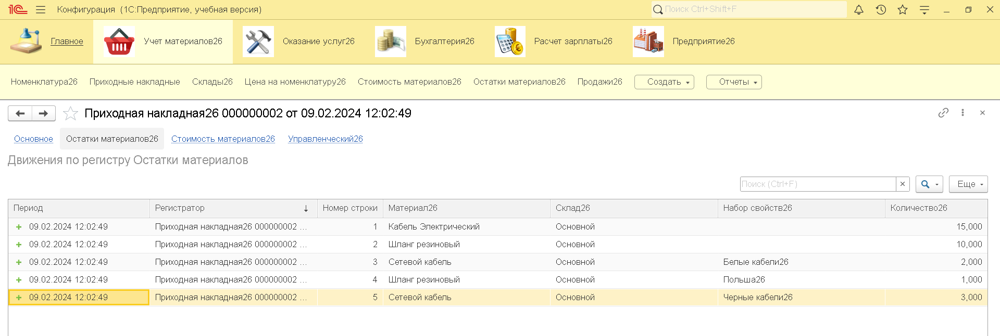 1С Конфигурация (1С:Предприятие, учебная версия) Поиск Ctrl+Shift+F
Главное Учет материалов26 Оказание услуг26 Бухгалтерия26 Расчет зарплаты26 Предприятие26
Номенклатура26 Приходные накладные Склады26 Цена на номенклатуру26 Стоимость материалов26 Остатки материалов26 Продажи26 Создать Отчеты
Приходная накладная26 000000002 от 09.02.2024 12:02:49
Основное Остатки материалов26 Стоимость материалов26 Управленческий26
Движения по регистру Остатки материалов
Поиск (Ctrl+F) Еще
Период Регистратор Номер строки Материал26 Склад26 Набор свойств26 Количество26
09.02.2024 12:02:49 Приходная накладная26 000000002 ... 1 Кабель Электрический Основной 15,000
09.02.2024 12:02:49 Приходная накладная26 000000002 ... 2 Шланг резиновый Основной 10,000
09.02.2024 12:02:49 Приходная накладная26 000000002 ... 3 Сетевой кабель Основной Белые кабели26 2,000
09.02.2024 12:02:49 Приходная накладная26 000000002 ... 4 Шланг резиновый Основной Польша26 1,000
09.02.2024 12:02:49 Приходная накладная26 000000002 ... 5 Сетевой кабель Основной Черные кабели26 3,000